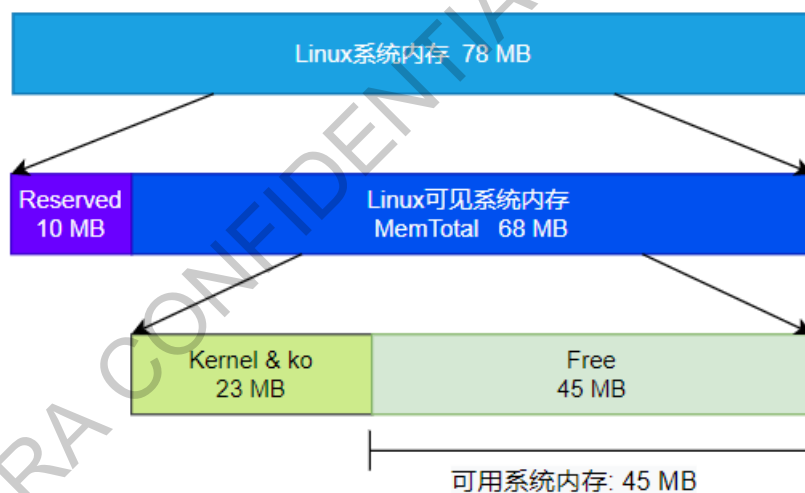 Linux系统内存 78 MB
Reserved
10 MB
Linux可见系统内存
MemTotal 68 MB
Kernel & ko
23 MB
Free
45 MB
可用系统内存: 45 MB
RA CONFIDENTIA